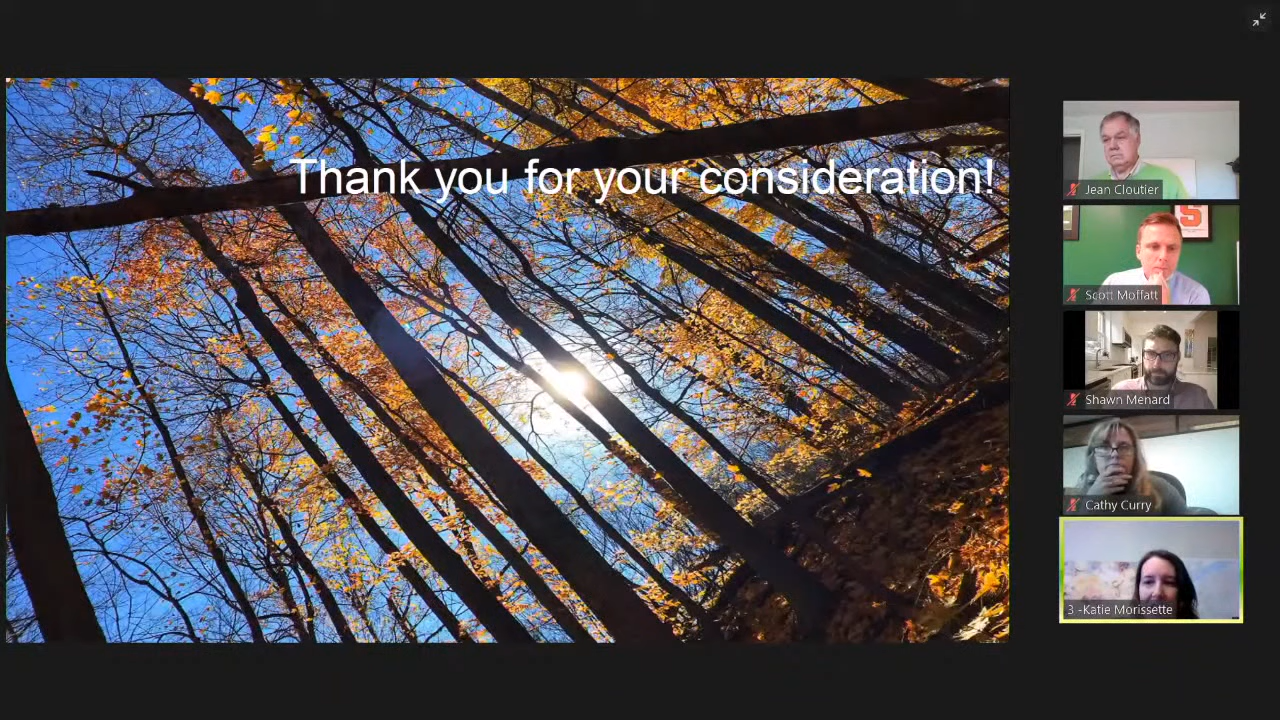 Thank you for your consideration!
Jean Cloutier
S
Scott Moffatt
Shawn Menard
Cathy Curry
3 -Katie Morissette